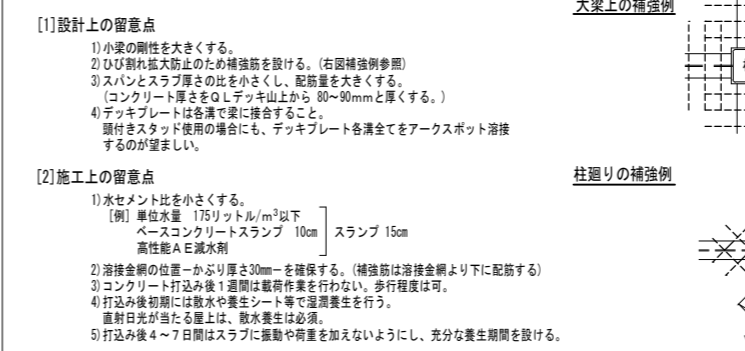 大梁上の補強例
[1]設計上の留意点
1)小梁の剛性を大きくする。
2)ひび割れ拡大防止のため補強筋を設ける。(右図補強例参照)
3)スパンとスラブ厚さの比を小さくし、配筋量を大きくする。
(コンクリート厚さをQLデッキ山上から 80~90mmと厚くする。)
4)デッキプレートは各溝で梁に接合すること。
頭付きスタッド使用の場合にも、デッキプレート各溝全てをアークスポット溶接
するのが望ましい。
[2]施工上の留意点
柱廻りの補強例
1)水セメント比を小さくする。
[例] 単位水量 175リットル/m³以下
ベースコンクリートスランプ 10cm スランプ 15cm
高性能AE減水剤
2)溶接金網の位置-かぶり厚さ30mm-を確保する。(補強筋は溶接金網より下に配筋する)
3)コンクリート打込み後1週間は載荷作業を行わない。歩行程度は可。
4)打込み後初期には散水や養生シート等で湿潤養生を行う。
直射日光が当たる屋上は、散水養生は必須。
5)打込み後4~7日間はスラブに振動や荷重を加えないようにし、充分な養生期間を設ける。